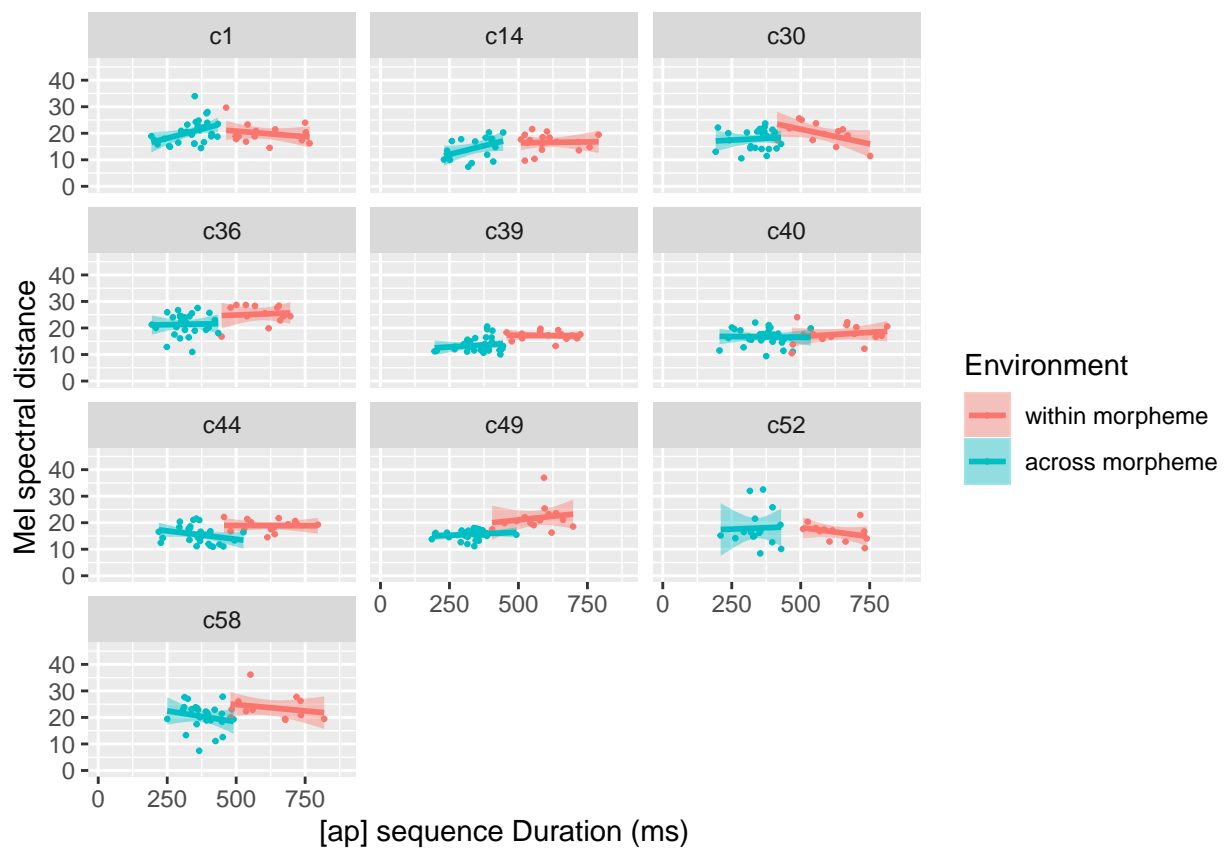 c1 c14 c30
40
30
20
10
0
c36 c39 c40
40
30
20
10
0
c44 c49 c52
40
30
20
10
0
0 250 500 750 0 250 500 750
c58
40
30
20
10
0
0 250 500 750
[ap] sequence Duration (ms)
Mel spectral distance
Environment
within morpheme
across morpheme